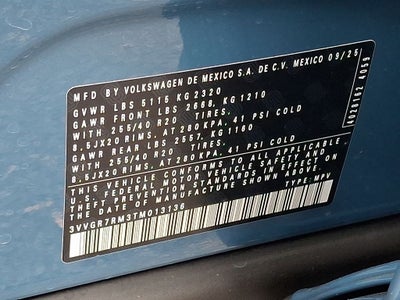 MFD BY VOLKSWAGEN DE MEXICO S.A. DE C.V. MEXICO 09/25
GVWR LBS 5115 KG 2320
GAWR FRONT LBS 2668, KG 1210
WITH 255/40 R20 TIRES,
8.5JX20 RIMS, AT 280 KPA, 41 PSI COLD
GAWR REAR LBS 2557, KG 1160
WITH 255/40 R20 TIRES,
8.5JX20 RIMS, AT 280 KPA, 41 PSI COLD
THIS VEHICLE CONFORMS TO ALL APPLICABLE
U.S. FEDERAL MOTOR VEHICLE SAFETY AND
THEFT PREVENTION STANDARDS IN EFFECT ON
THE DATE OF MANUFACTURE SHOWN ABOVE.
3VVGR7RM3TM013138 TYPE: MPV